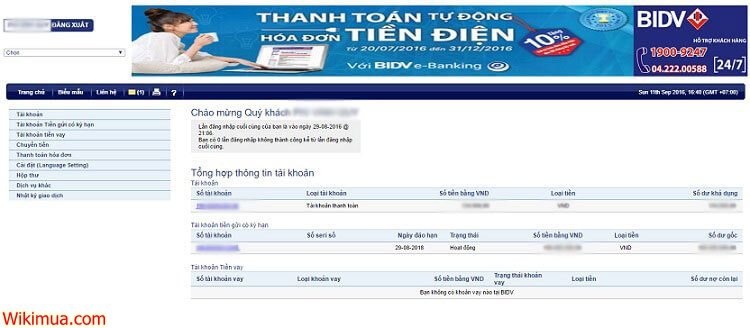 ĐĂNG XUẤT
Chọn
THANH TOÁN TỰ ĐỘNG
HÓA ĐƠN TIỀN ĐIỆN
Từ 20/07/2016 đến 31/12/2016
Với BIDV e-Banking
10%
BIDV
HỖ TRỢ KHÁCH HÀNG
1900-9247
04.222.00588 [24/7]
Trang chủ | Biểu mẫu | Liên hệ | (1) | | ?
Sun 11th Sep 2016, 16:40 (GMT +07:00)
Tài khoản
Tài khoản Tiền gửi có kỳ hạn
Tài khoản tiền vay
Chuyển tiền
Thanh toán hóa đơn
Cài đặt (Language Setting)
Hộp thư
Dịch vụ khác
Nhật ký giao dịch
Chào mừng Quý khách
Lần đăng nhập cuối cùng của bạn là vào ngày 29-08-2016 @
21:06.
Bạn có 0 lần đăng nhập không thành công kể từ lần đăng nhập
cuối cùng.
Tổng hợp thông tin tài khoản
Tài khoản
Số tài khoản Loại tài khoản Số tiền bằng VND Loại tiền Số dư khả dụng
Tài khoản thanh toán VND
Tài khoản tiền gửi có kỳ hạn
Số tài khoản Số seri số Ngày đáo hạn Trạng thái Số tiền bằng VND Loại tiền Số dư gốc
29-08-2018 Hoạt động VND
Tài khoản Tiền vay
Số tài khoản vay Loại tài khoản vay Số tiền bằng VND Trạng thái khoản vay Loại tiền Số dư nợ còn lại
Bạn không có khoản vay nào tại BIDV
Wikimua.com